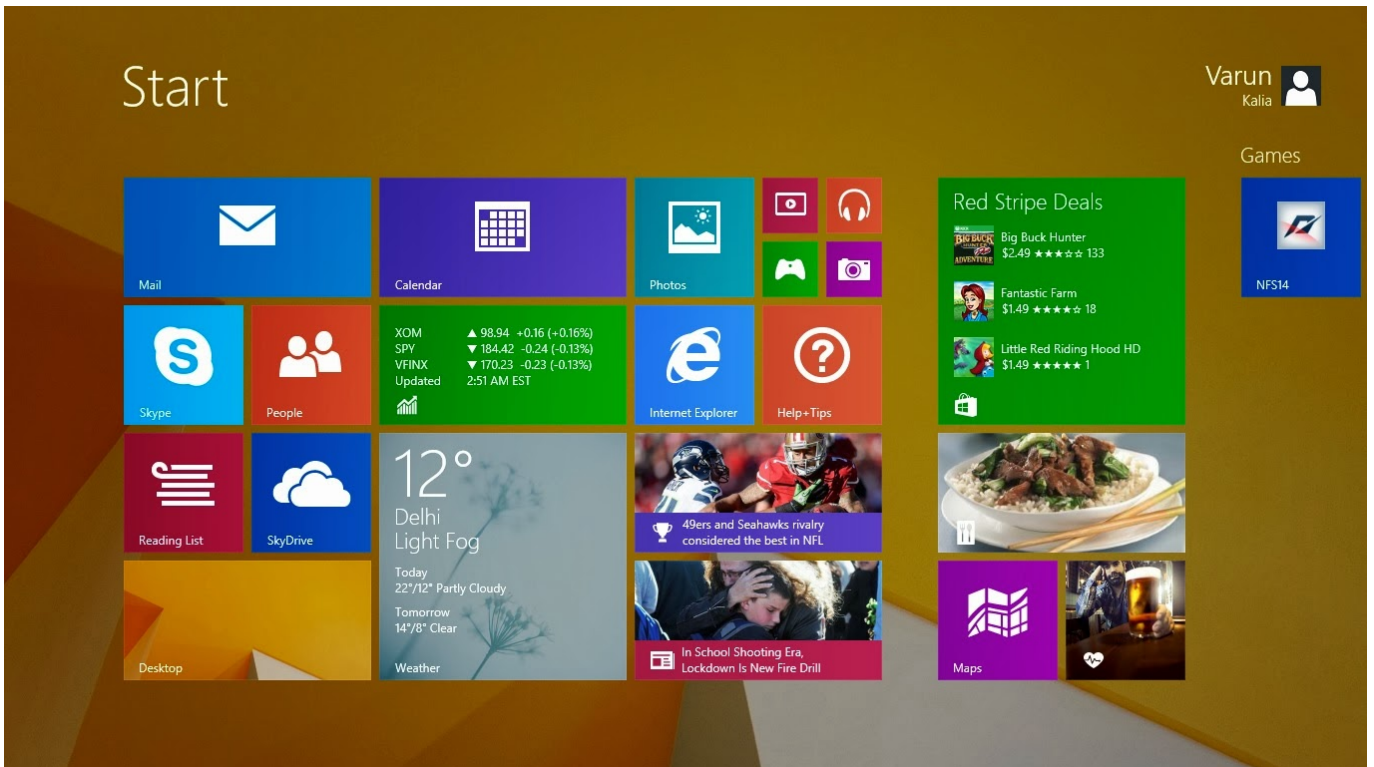 Start
Varun
Kalia
Games
Mail
Calendar
Photos
Red Stripe Deals
BIG BUCK
HUNTER
ADVENTURE
Big Buck Hunter
$2.49 ★★★☆☆ 133
Fantastic Farm
$1.49 ★★★★☆ 18
Little Red Riding Hood HD
$1.49 ★★★★★ 1
NFS14
Skype
People
XOM ▲ 98.94 +0.16 (+0.16%)
SPY ▼ 184.42 -0.24 (-0.13%)
VFINX ▼ 170.23 -0.23 (-0.13%)
Updated 2:51 AM EST
Internet Explorer
Help+Tips
Reading List
SkyDrive
12°
Delhi
Light Fog
Today
22°/12° Partly Cloudy
Tomorrow
14°/8° Clear
Weather
49ers and Seahawks rivalry
considered the best in NFL
Desktop
In School Shooting Era,
Lockdown Is New Fire Drill
Maps